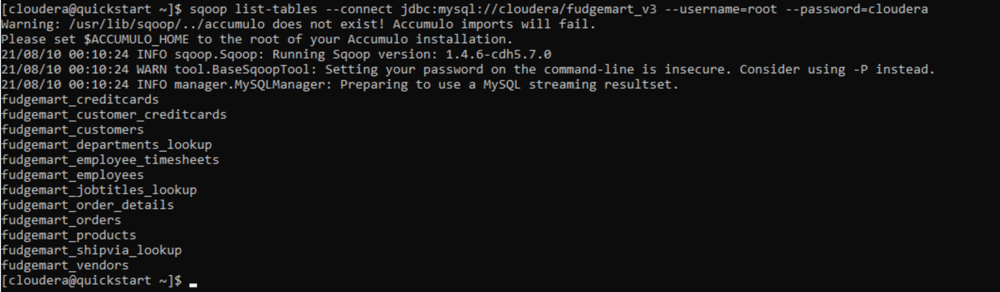 [cloudera@quickstart ~]$ sqoop list-tables --connect jdbc:mysql://cloudera/fudgemart_v3 --username=root --password=cloudera
Warning: /usr/lib/sqoop/../accumulo does not exist! Accumulo imports will fail.
Please set $ACCUMULO_HOME to the root of your Accumulo installation.
21/08/10 00:10:24 INFO sqoop.Sqoop: Running Sqoop version: 1.4.6-cdh5.7.0
21/08/10 00:10:24 WARN tool.BaseSqoopTool: Setting your password on the command-line is insecure. Consider using -P instead.
21/08/10 00:10:24 INFO manager.MySQLManager: Preparing to use a MySQL streaming resultset.
fudgemart_creditcards
fudgemart_customer_creditcards
fudgemart_customers
fudgemart_departments_lookup
fudgemart_employee_timesheets
fudgemart_employees
fudgemart_jobtitles_lookup
fudgemart_order_details
fudgemart_orders
fudgemart_products
fudgemart_shipvia_lookup
fudgemart_vendors
[cloudera@quickstart ~]$